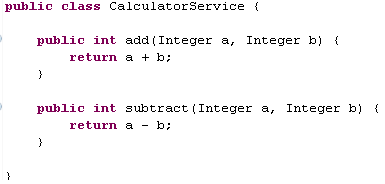 public class CalculatorService {
    public int add(Integer a, Integer b) {
        return a + b;
    }
    public int subtract(Integer a, Integer b) {
        return a - b;
    }
}